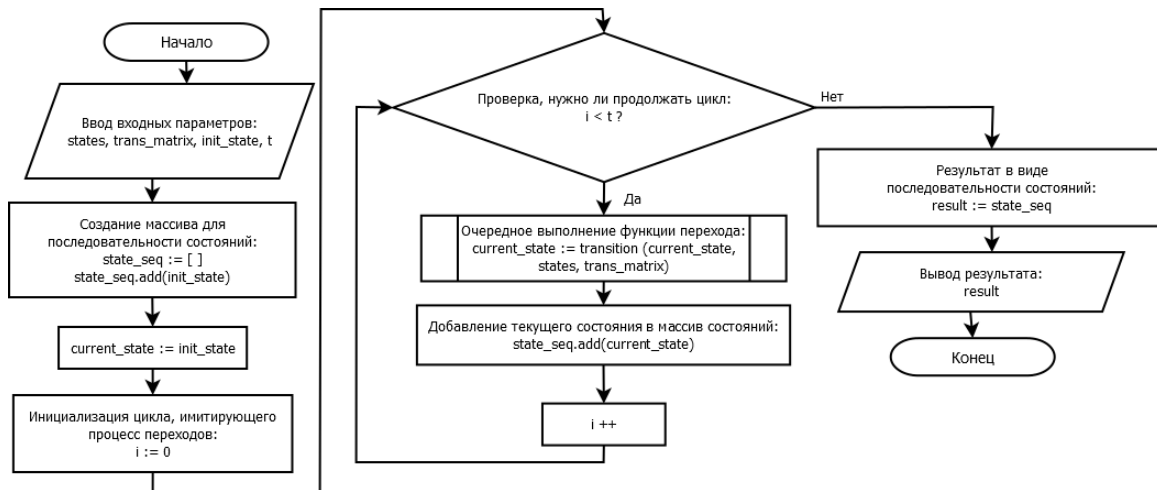 Начало
Ввод входных параметров:
states, trans_matrix, init_state, t
Создание массива для
последовательности состояний:
state_seq := [ ]
state_seq.add(init_state)
current_state := init_state
Инициализация цикла, имитирующего
процесс переходов:
i := 0
Проверка, нужно ли продолжать цикл:
i < t ?
Да
Очередное выполнение функции перехода:
current_state := transition (current_state,
states, trans_matrix)
Добавление текущего состояния в массив состояний:
state_seq.add(current_state)
i ++
Нет
Результат в виде
последовательности состояний:
result := state_seq
Вывод результата:
result
Конец